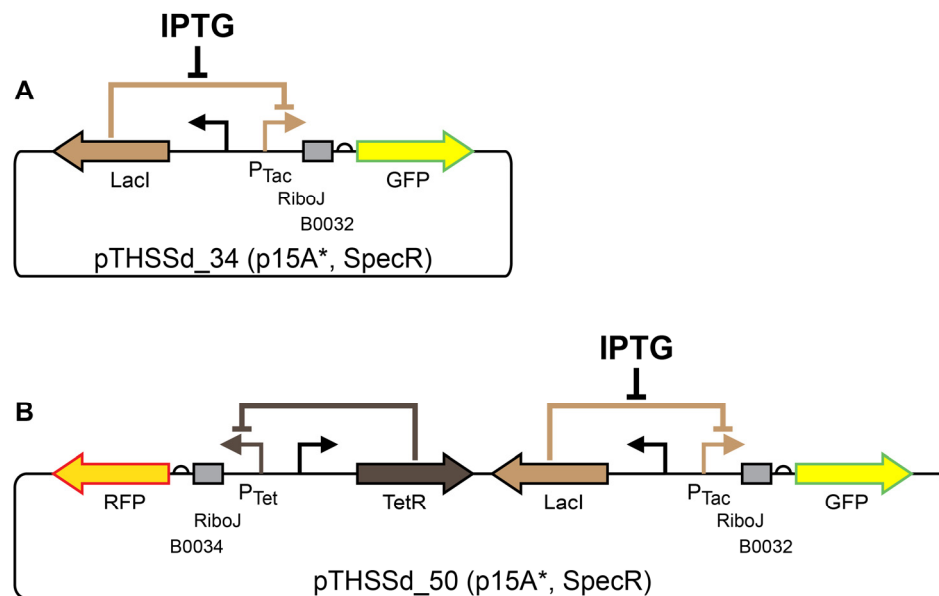 IPTG
A
LacI
PTac
RiboJ
GFP
B0032
pTHSSd_34 (p15A*, SpecR)
IPTG
B
RFP
RiboJ
B0034
PTet
TetR
LacI
PTac
RiboJ
B0032
GFP
pTHSSd_50 (p15A*, SpecR)